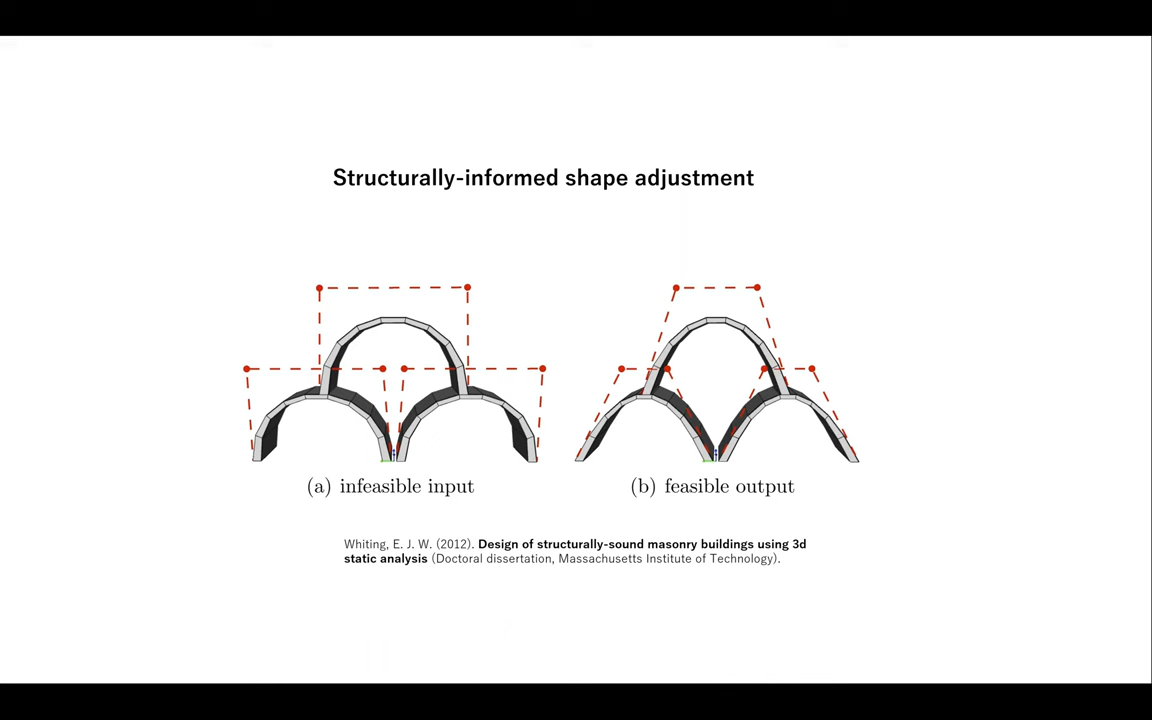 Structurally-informed shape adjustment
(a) infeasible input
(b) feasible output
Whiting, E. J. W. (2012). Design of structurally-sound masonry buildings using 3d
static analysis (Doctoral dissertation, Massachusetts Institute of Technology).